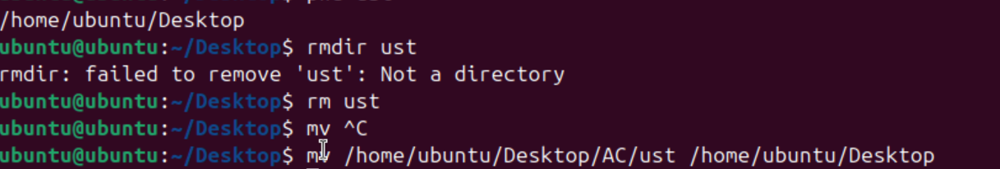 /home/ubuntu/Desktop
ubuntu@ubuntu:~/Desktop$ rmdir ust
rmdir: failed to remove 'ust': Not a directory
ubuntu@ubuntu:~/Desktop$ rm ust
ubuntu@ubuntu:~/Desktop$ mv ^C
ubuntu@ubuntu:~/Desktop$ mv /home/ubuntu/Desktop/AC/ust /home/ubuntu/Desktop